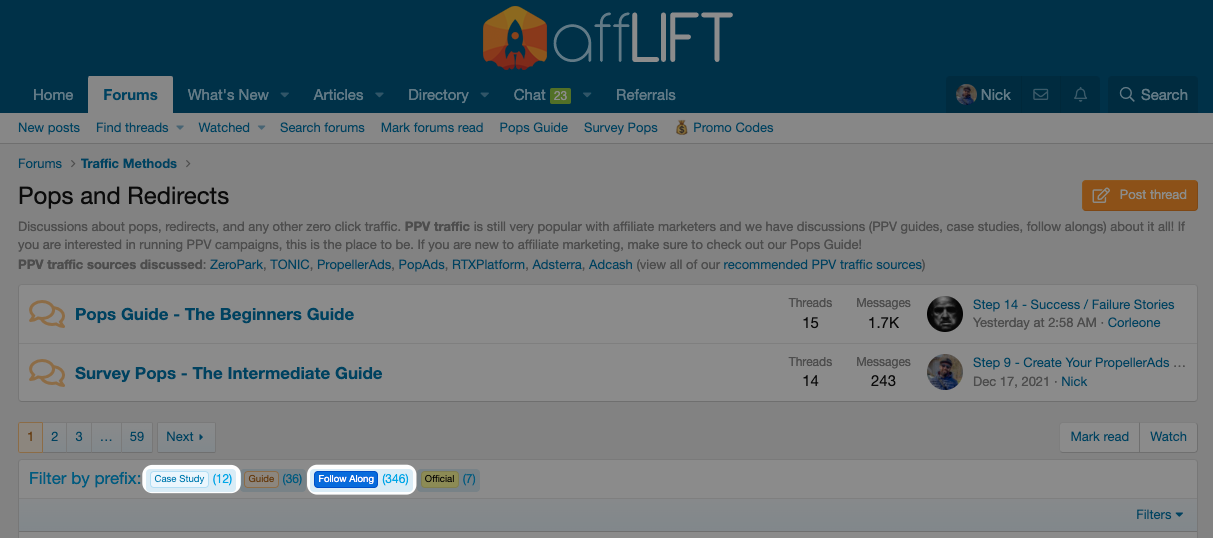 affLIFT
Home Forums What's New Articles Directory Chat 23 Referrals Nick Search
New posts Find threads Watched Search forums Mark forums read Pops Guide Survey Pops Promo Codes
Forums Traffic Methods
Pops and Redirects
Post thread
Discussions about pops, redirects, and any other zero click traffic. PPV traffic is still very popular with affiliate marketers and we have discussions (PPV guides, case studies, follow alongs) about it all! If
you are interested in running PPV campaigns, this is the place to be. If you are new to affiliate marketing, make sure to check out our Pops Guide!
PPV traffic sources discussed: ZeroPark, TONIC, PropellerAds, PopAds, RTXPlatform, Adsterra, Adcash (view all of our recommended PPV traffic sources)
Pops Guide - The Beginners Guide
Threads
15
Messages
1.7K
Step 14 - Success / Failure Stories
Yesterday at 2:58 AM · Corleone
Survey Pops - The Intermediate Guide
Threads
14
Messages
243
Step 9 - Create Your PropellerAds ...
Dec 17, 2021 · Nick
1 2 3 ... 59 Next
Mark read Watch
Filter by prefix: Case Study (12) Guide (36) Follow Along (346) Official (7)
Filters